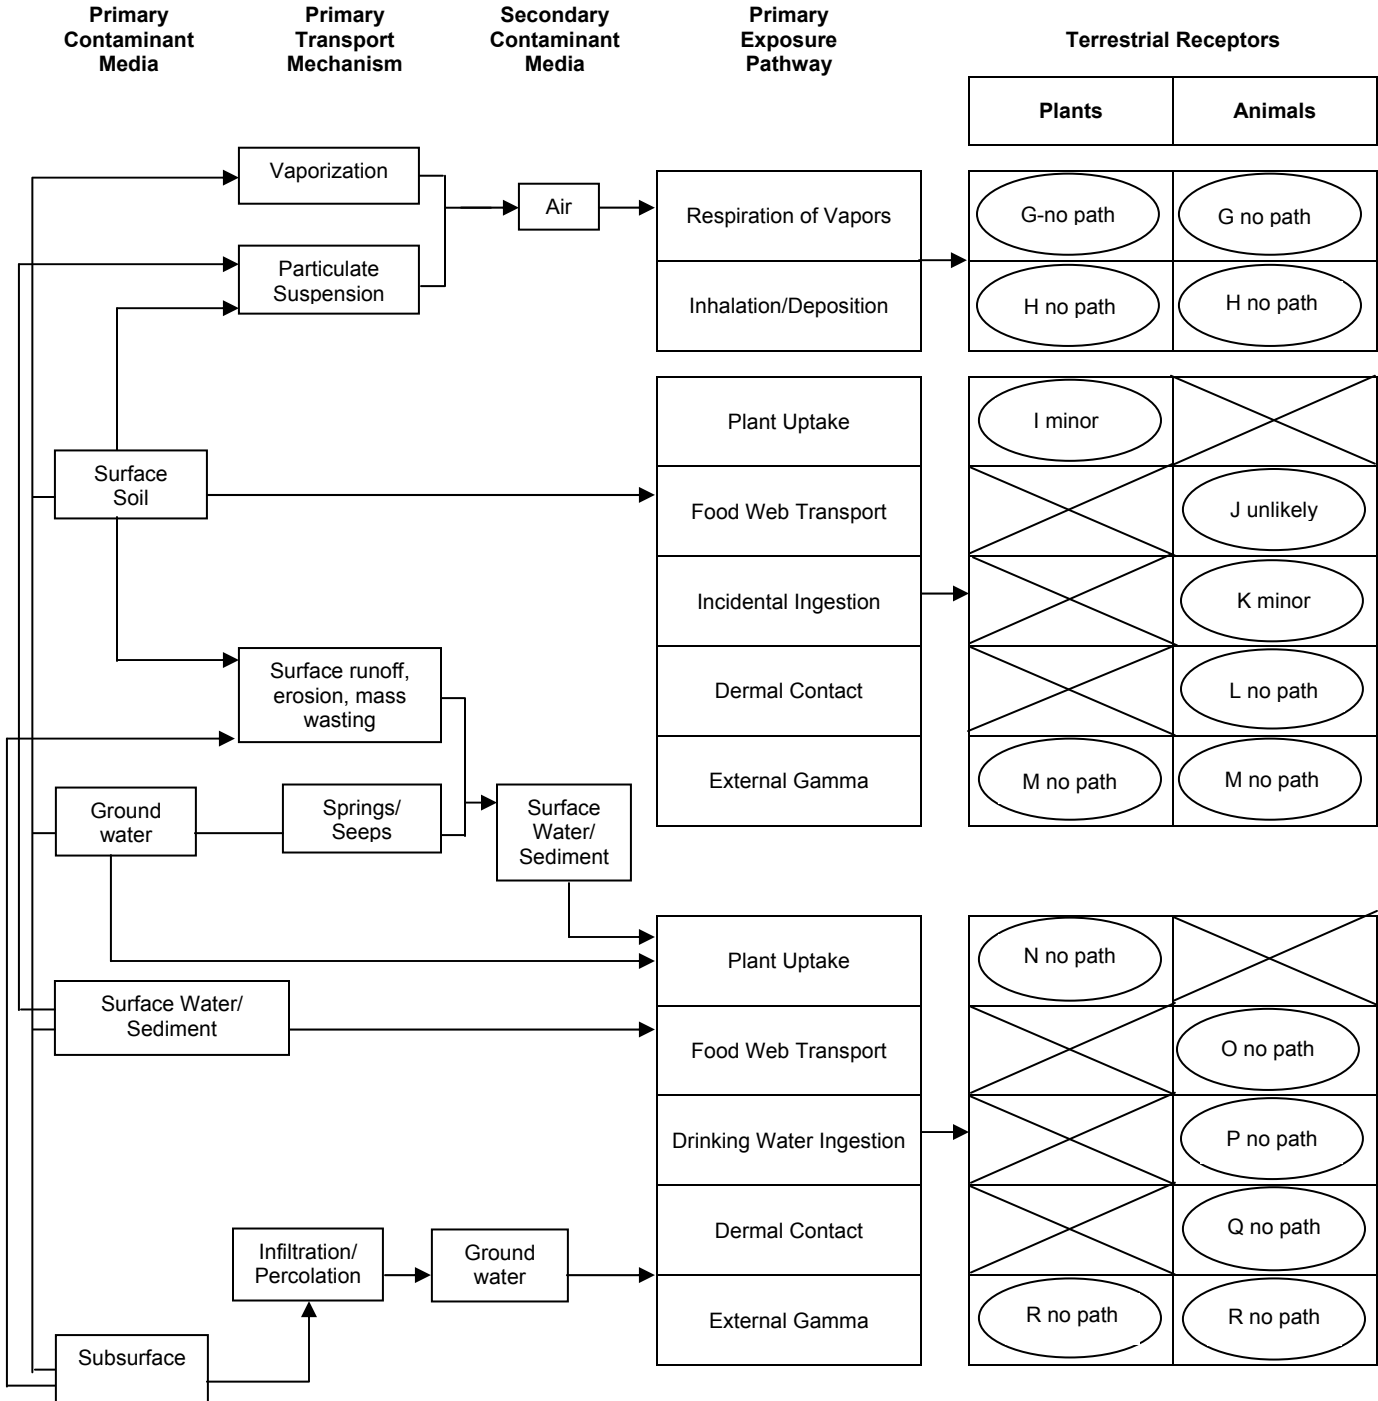 Primary
Contaminant
Media
Primary
Transport
Mechanism
Secondary
Contaminant
Media
Primary
Exposure
Pathway
Terrestrial Receptors
Plants
Animals
Vaporization
Air
Respiration of Vapors
G-no path
G no path
Particulate
Suspension
Inhalation/Deposition
H no path
H no path
Plant Uptake
I minor
Surface
Soil
Food Web Transport
J unlikely
Incidental Ingestion
K minor
Surface runoff,
erosion, mass
wasting
Dermal Contact
L no path
External Gamma
M no path
M no path
Ground
water
Springs/
Seeps
Surface
Water/
Sediment
Plant Uptake
N no path
Surface Water/
Sediment
Food Web Transport
O no path
Drinking Water Ingestion
P no path
Infiltration/
Percolation
Ground
water
Dermal Contact
Q no path
External Gamma
R no path
R no path
Subsurface